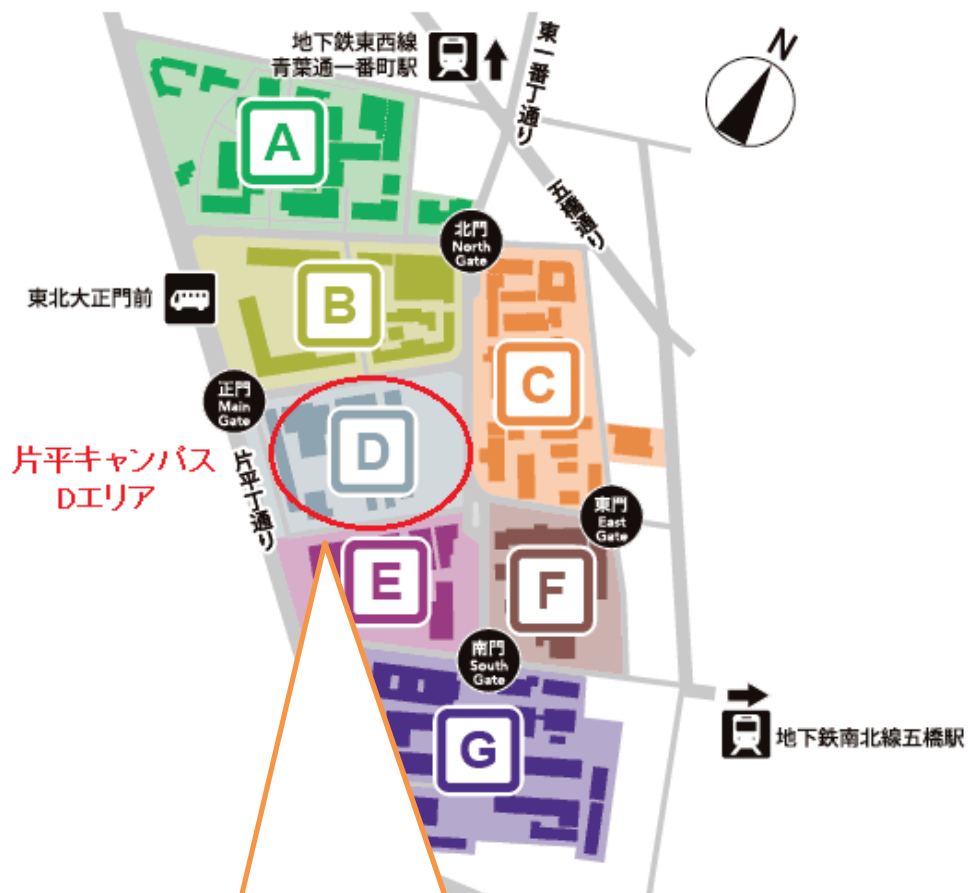 地下鉄東西線
青葉通一番町駅
東一番丁通り
N
A
五橋通り
北門
North
Gate
東北大正門前
B
C
正門
Main
Gate
片平キャンパス
Dエリア
片平丁通り
D
東門
East
Gate
E
F
南門
South
Gate
G
地下鉄南北線五橋駅